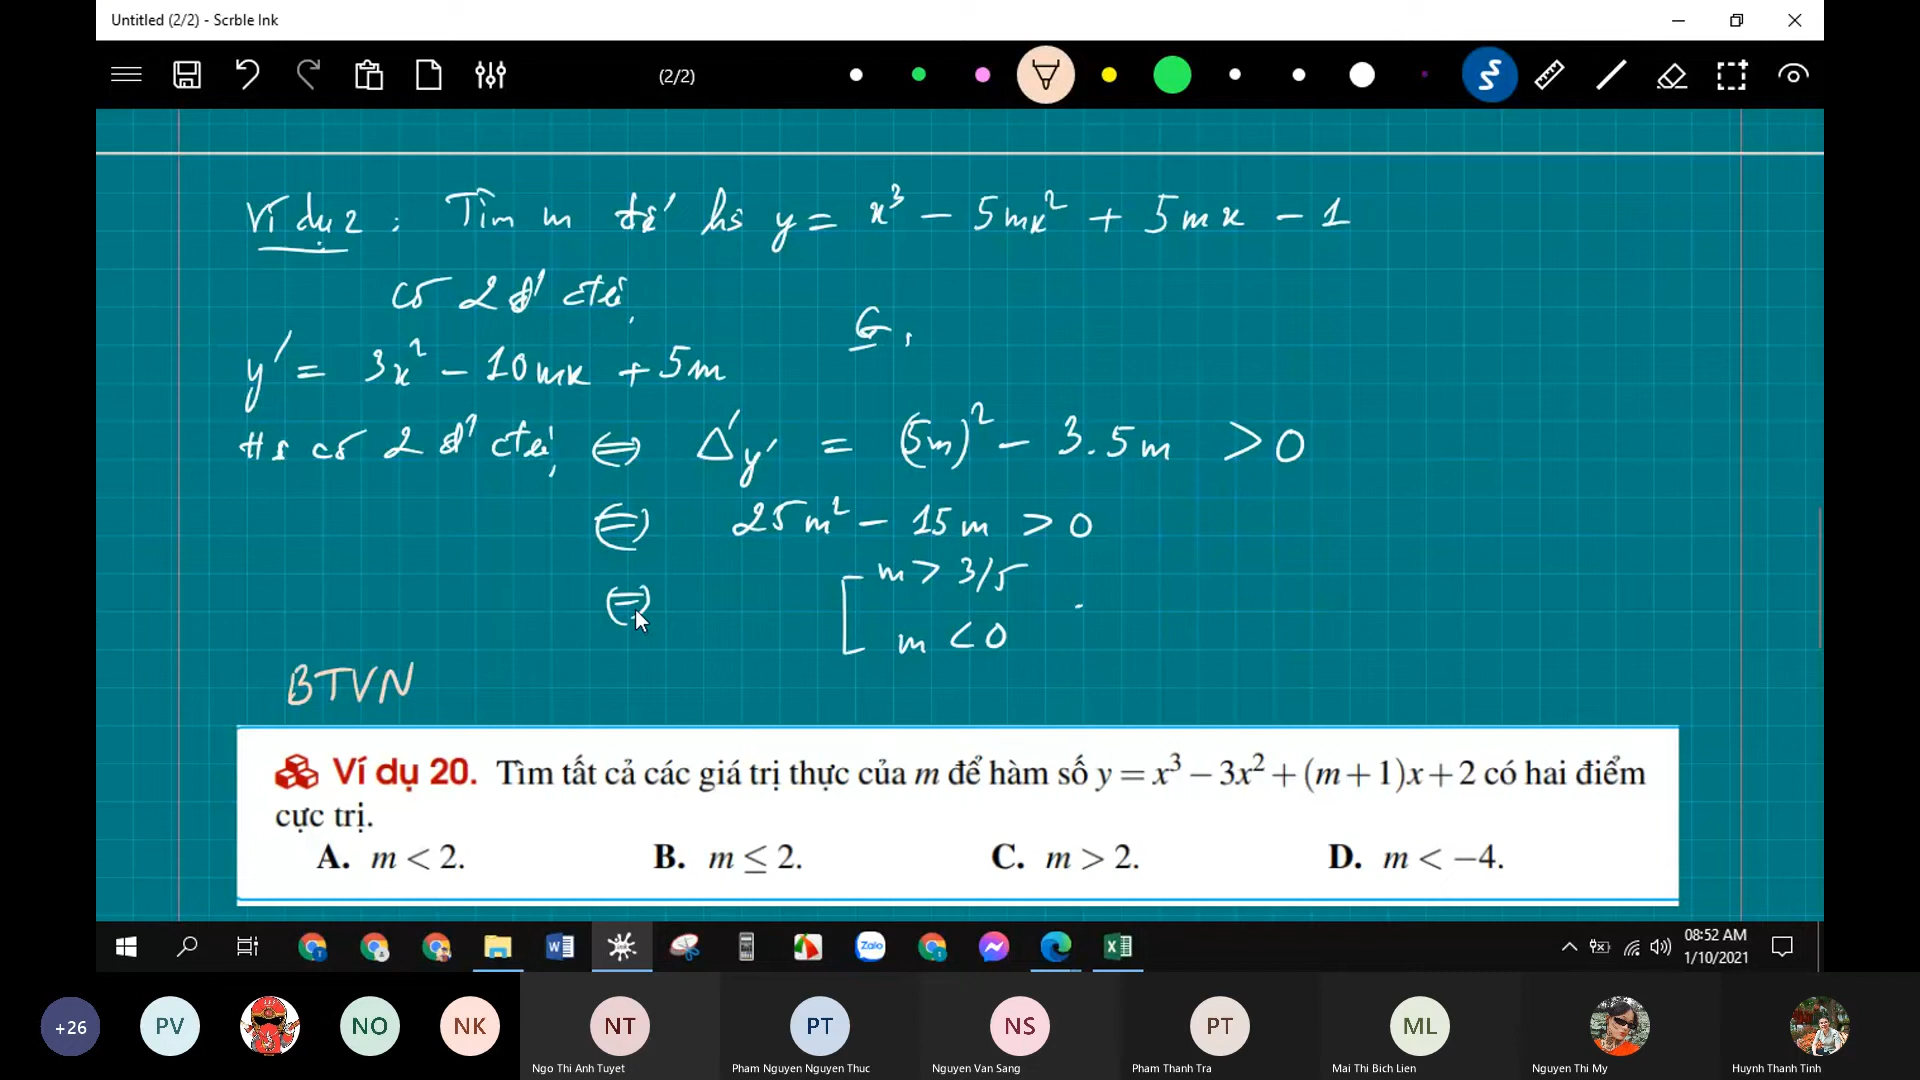 Untitled (2/2) - Scrble Ink
(2/2)
Ví dụ 2 : Tìm m để hs y = x³ - 5mx² + 5mx - 1
có 2 đ' ctrị
G,
y' = 3x² - 10mx + 5m
Hs có 2 đ' ctrị ⇔ Δ'y' = (5m)² - 3.5m > 0
⇔ 25m² - 15m > 0
⇔ [ m > 3/5
m < 0 .
BTVN
Ví dụ 20. Tìm tất cả các giá trị thực của m để hàm số y = x³ − 3x² + (m + 1)x + 2 có hai điểm
cực trị.
A. m < 2. B. m ≤ 2. C. m > 2. D. m < −4.
Zalo
08:52 AM
1/10/2021
+26 PV NO NK NT PT NS PT ML
Ngo Thi Anh Tuyet Pham Nguyen Nguyen Thuc Nguyen Van Sang Pham Thanh Tra Mai Thi Bich Lien Nguyen Thi My Huynh Thanh Tinh